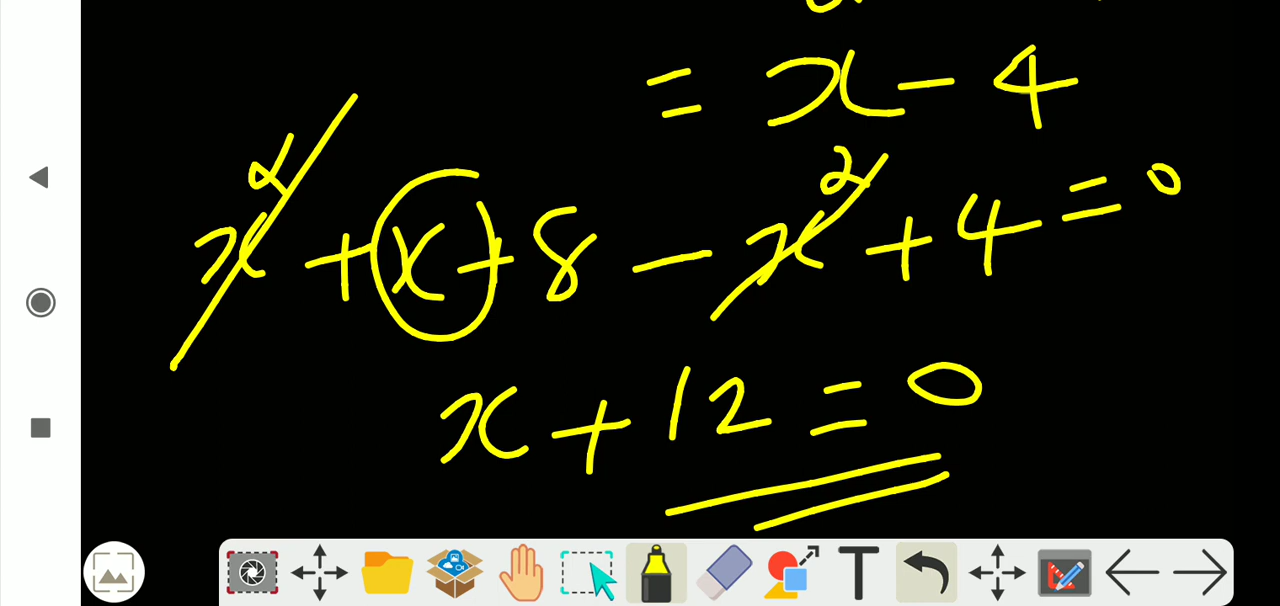 = x - 4
x² + x + 8 - x² + 4 = 0
x + 12 = 0
T